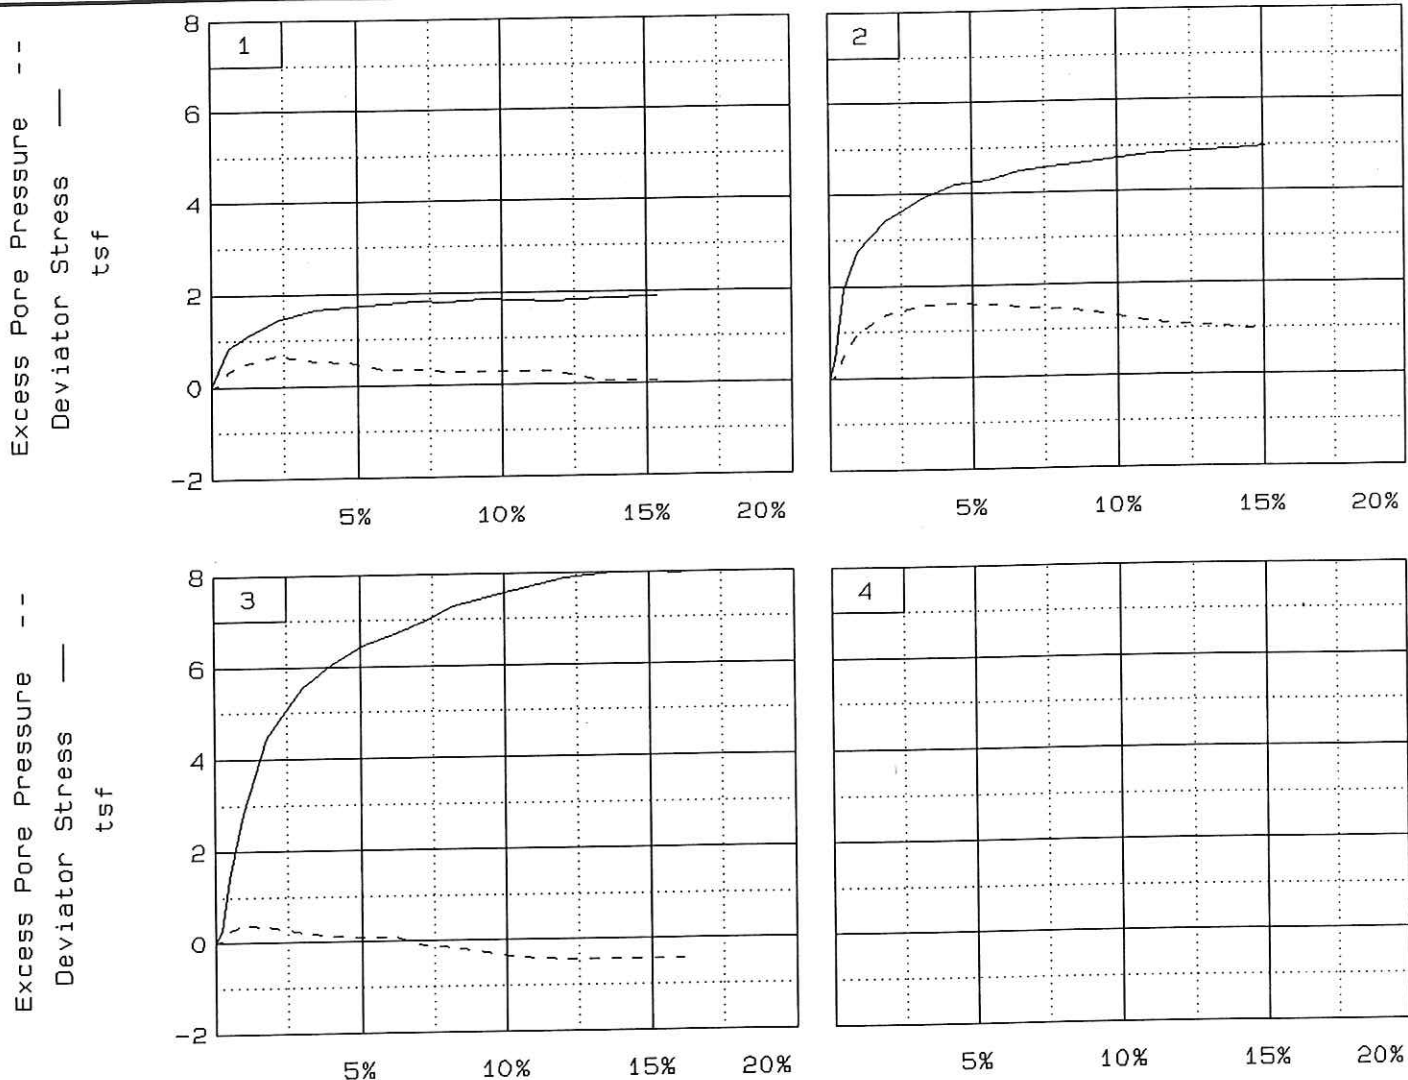 Excess Pore Pressure --
Deviator Stress —
tsf
8
6
4
2
0
-2
1
5% 10% 15% 20%
2
5% 10% 15% 20%
Excess Pore Pressure --
Deviator Stress —
tsf
8
6
4
2
0
-2
3
5% 10% 15% 20%
4
5% 10% 15% 20%